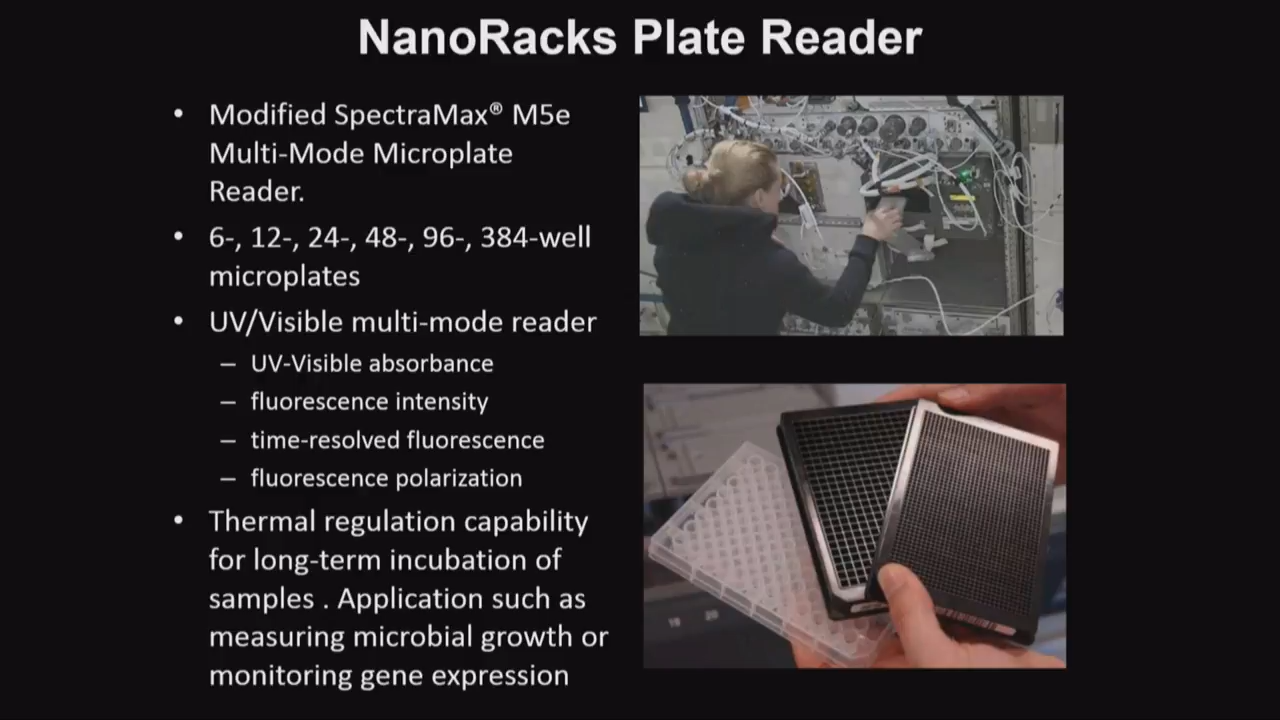 NanoRacks Plate Reader
• Modified SpectraMax® M5e
Multi-Mode Microplate
Reader.
• 6-, 12-, 24-, 48-, 96-, 384-well
microplates
• UV/Visible multi-mode reader
– UV-Visible absorbance
– fluorescence intensity
– time-resolved fluorescence
– fluorescence polarization
• Thermal regulation capability
for long-term incubation of
samples . Application such as
measuring microbial growth or
monitoring gene expression